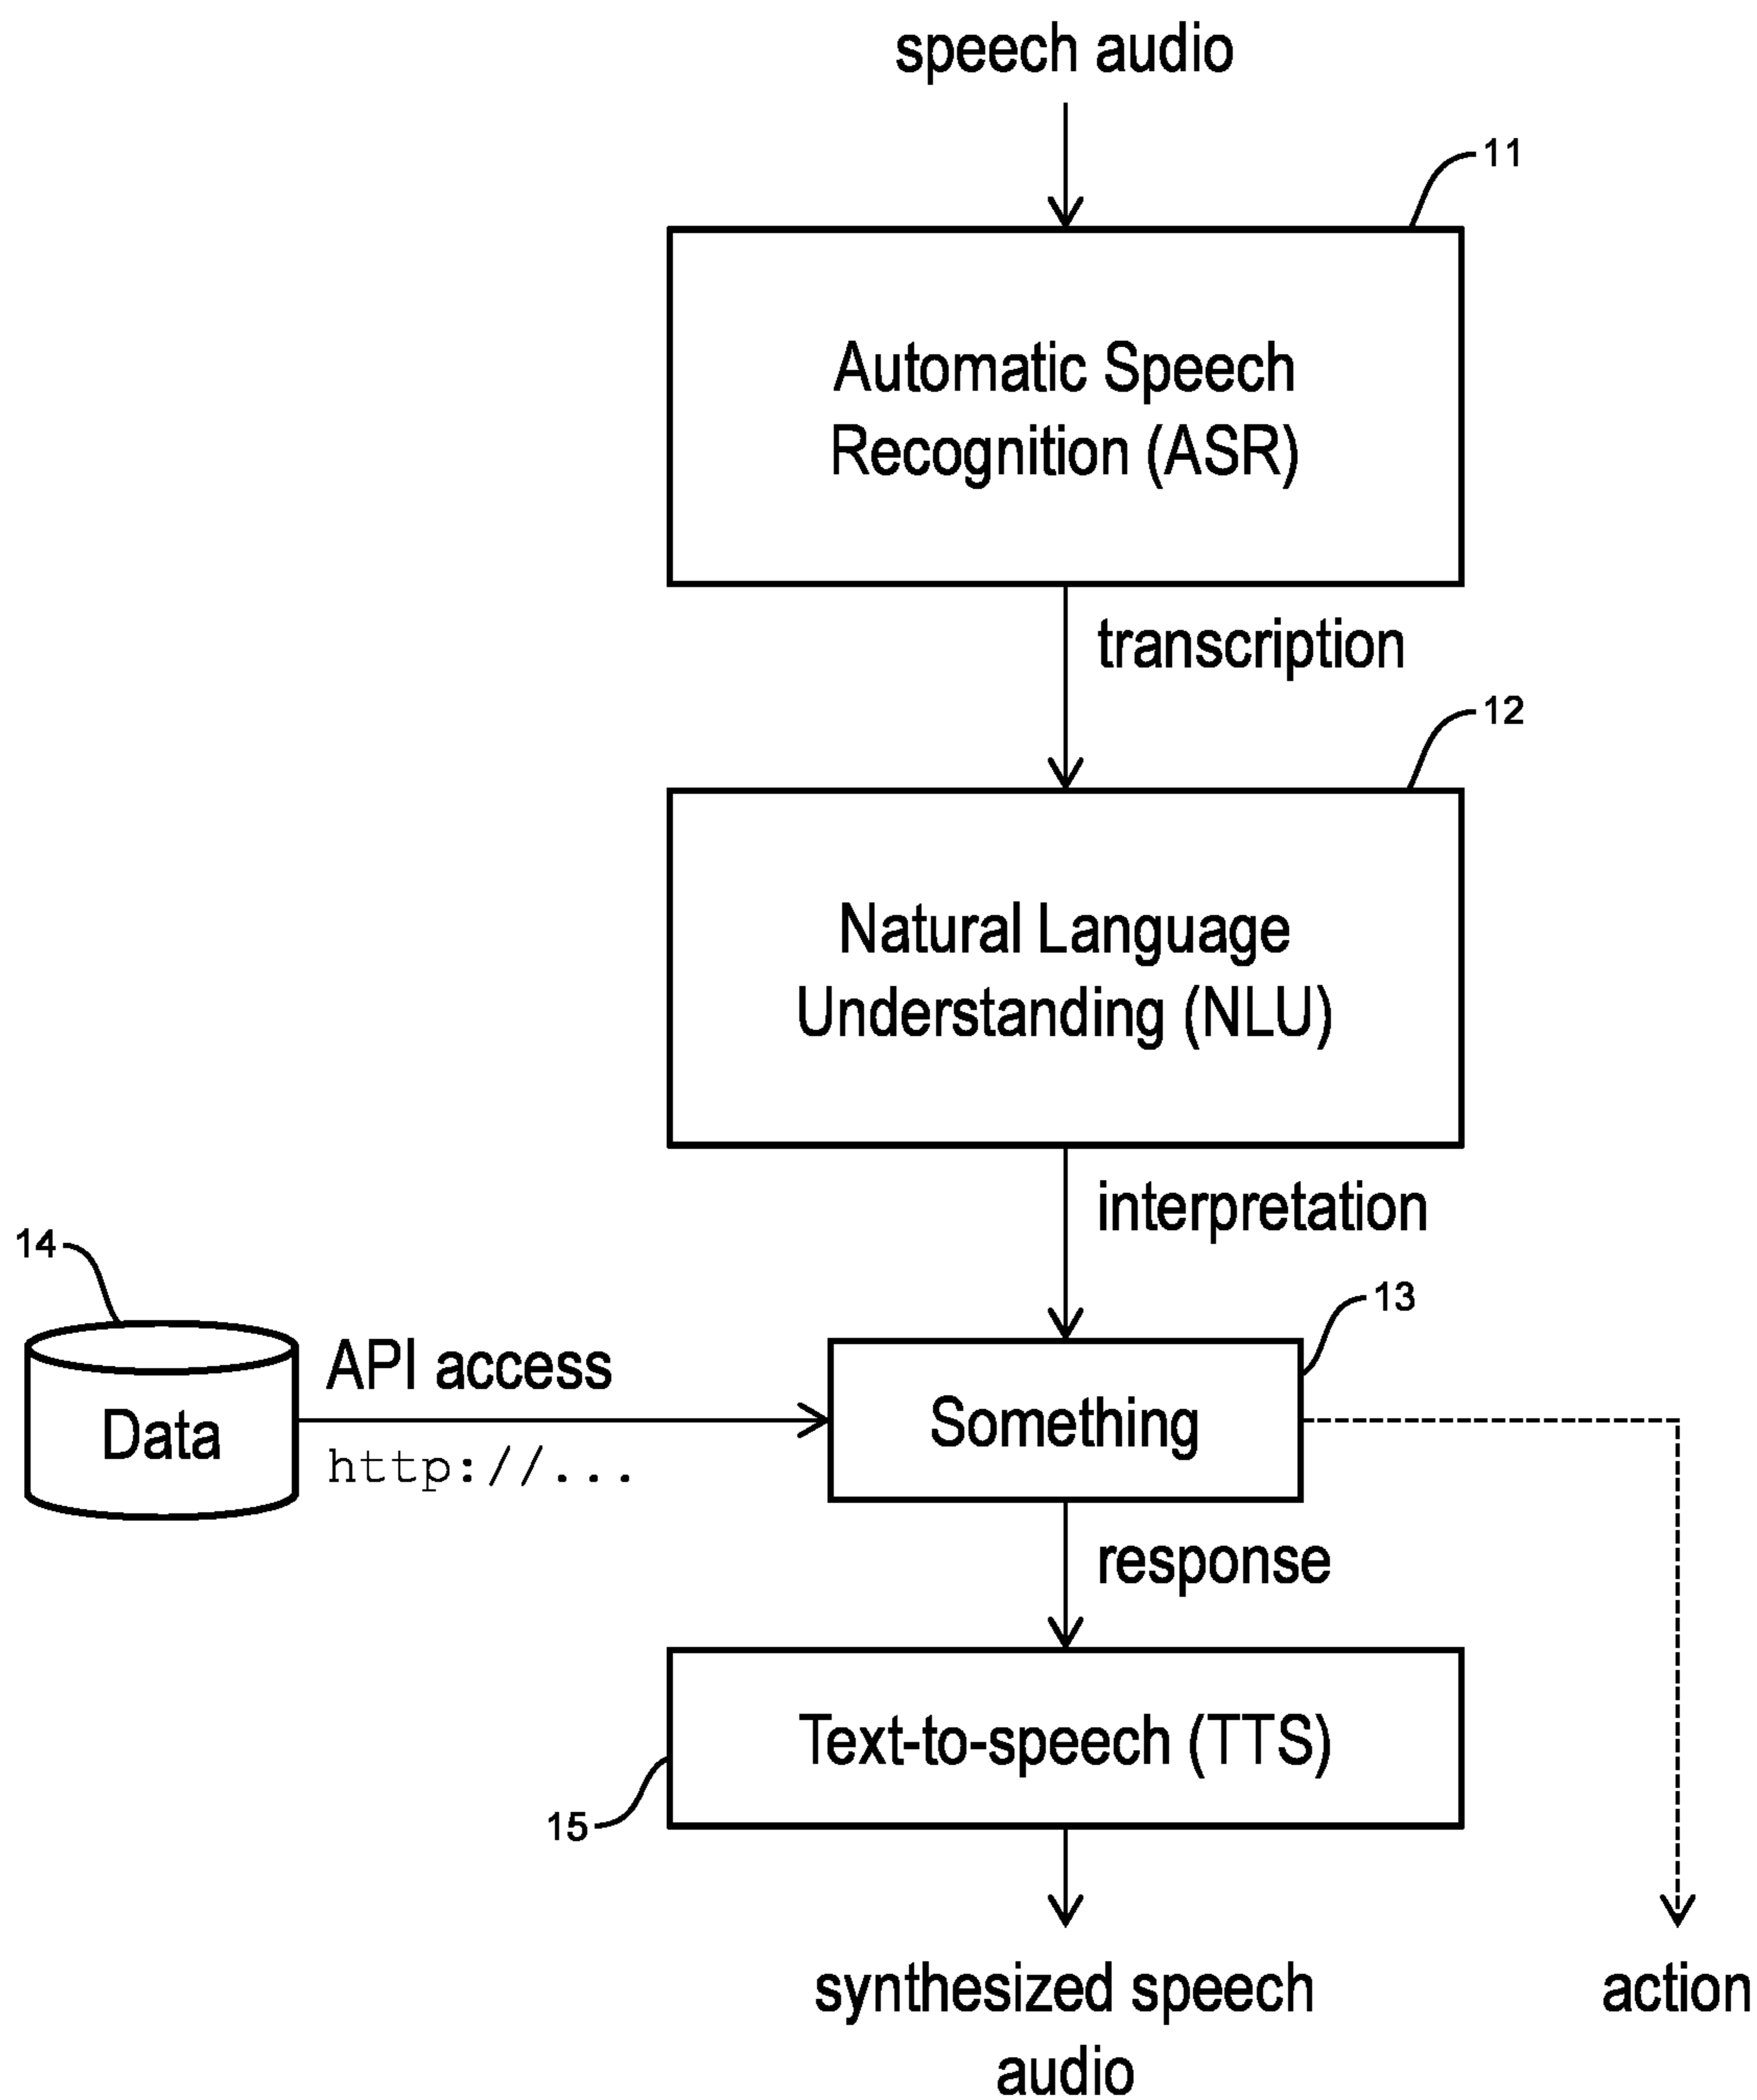 speech audio
11
Automatic Speech
Recognition (ASR)
transcription
12
Natural Language
Understanding (NLU)
interpretation
14
13
API access
Data
http://...
Something
response
Text-to-speech (TTS)
15
synthesized speech
audio
action